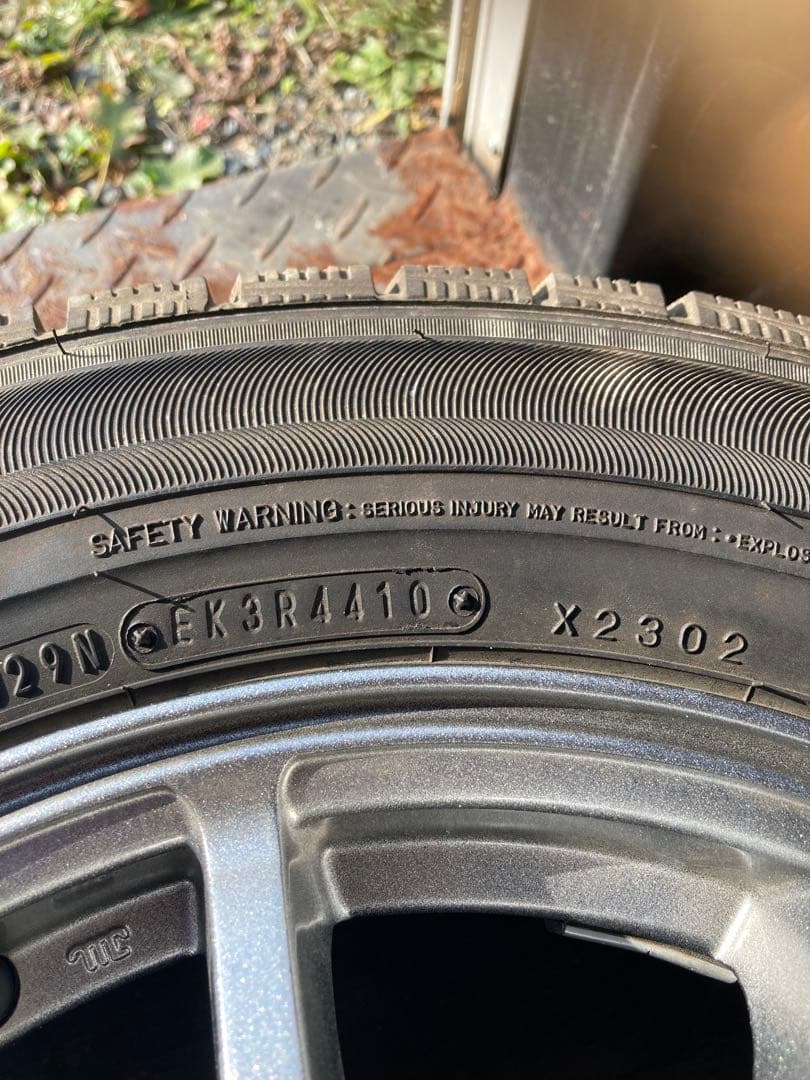 SAFETY WARNING: SERIOUS INJURY MAY RESULT FROM: •EXPLOS
29N EK3R4410 X2302